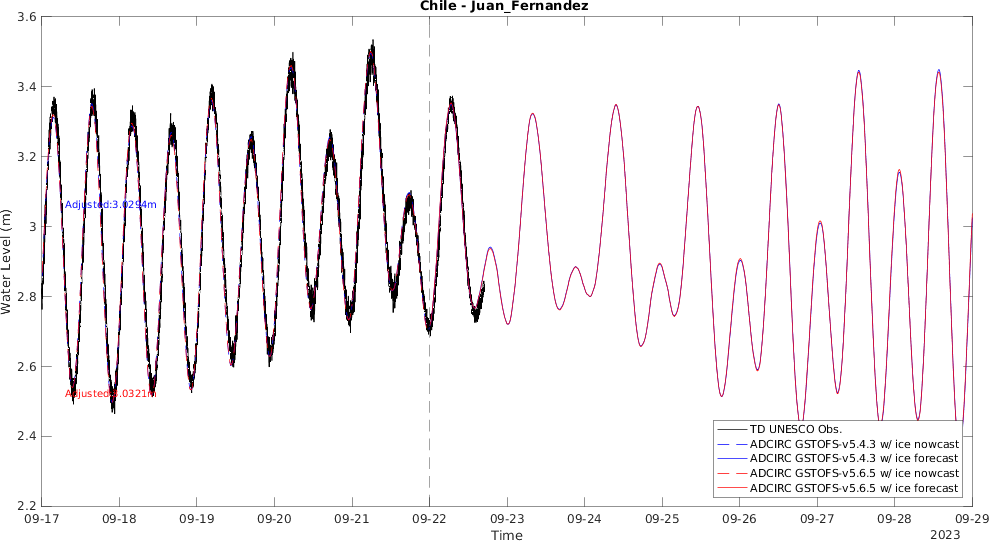 Chile - Juan_Fernandez
3.6
3.4
3.2
3
2.8
2.6
2.4
2.2
Water Level (m)
Adjusted:3.0294m
Adjusted:3.0321m
TD UNESCO Obs.
ADCIRC GSTOFS-v5.4.3 w/ ice nowcast
ADCIRC GSTOFS-v5.4.3 w/ ice forecast
ADCIRC GSTOFS-v5.6.5 w/ ice nowcast
ADCIRC GSTOFS-v5.6.5 w/ ice forecast
09-17 09-18 09-19 09-20 09-21 09-22 09-23 09-24 09-25 09-26 09-27 09-28 09-29
Time
2023